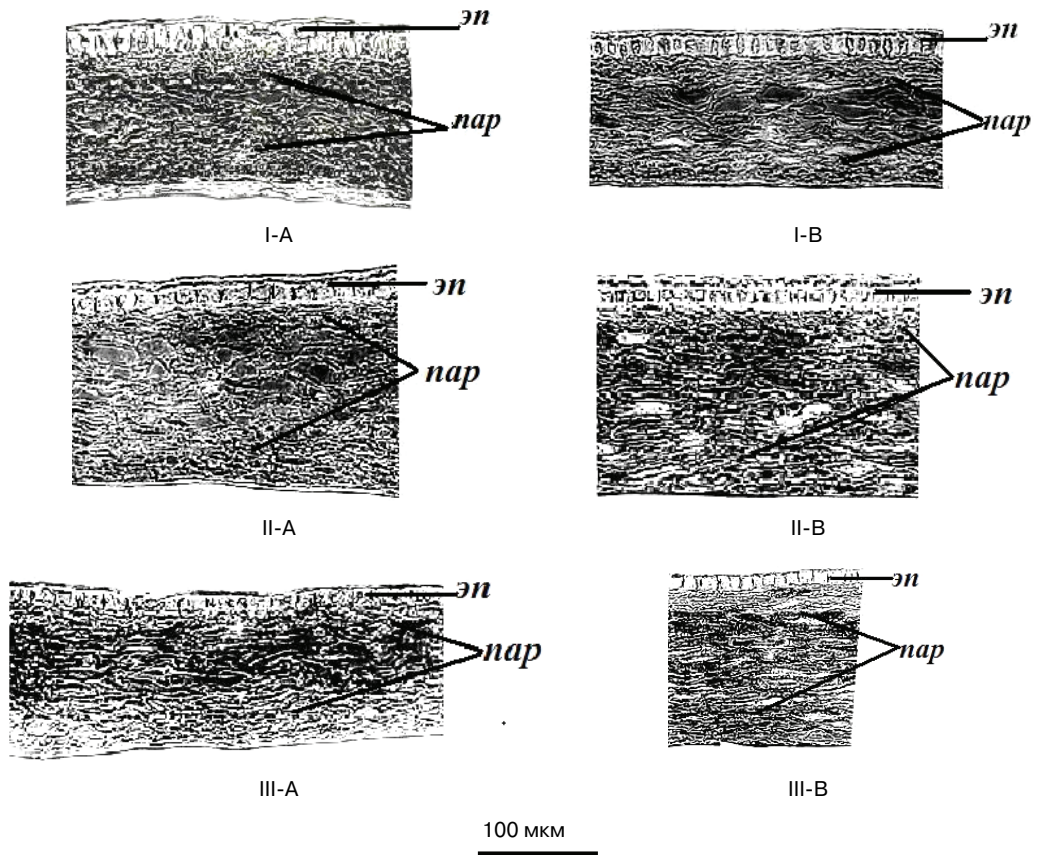 эп
эп
пар
пар
I-A
I-B
эп
эп
пар
пар
II-A
II-B
эп
эп
пар
пар
III-A
III-B
100 мкм